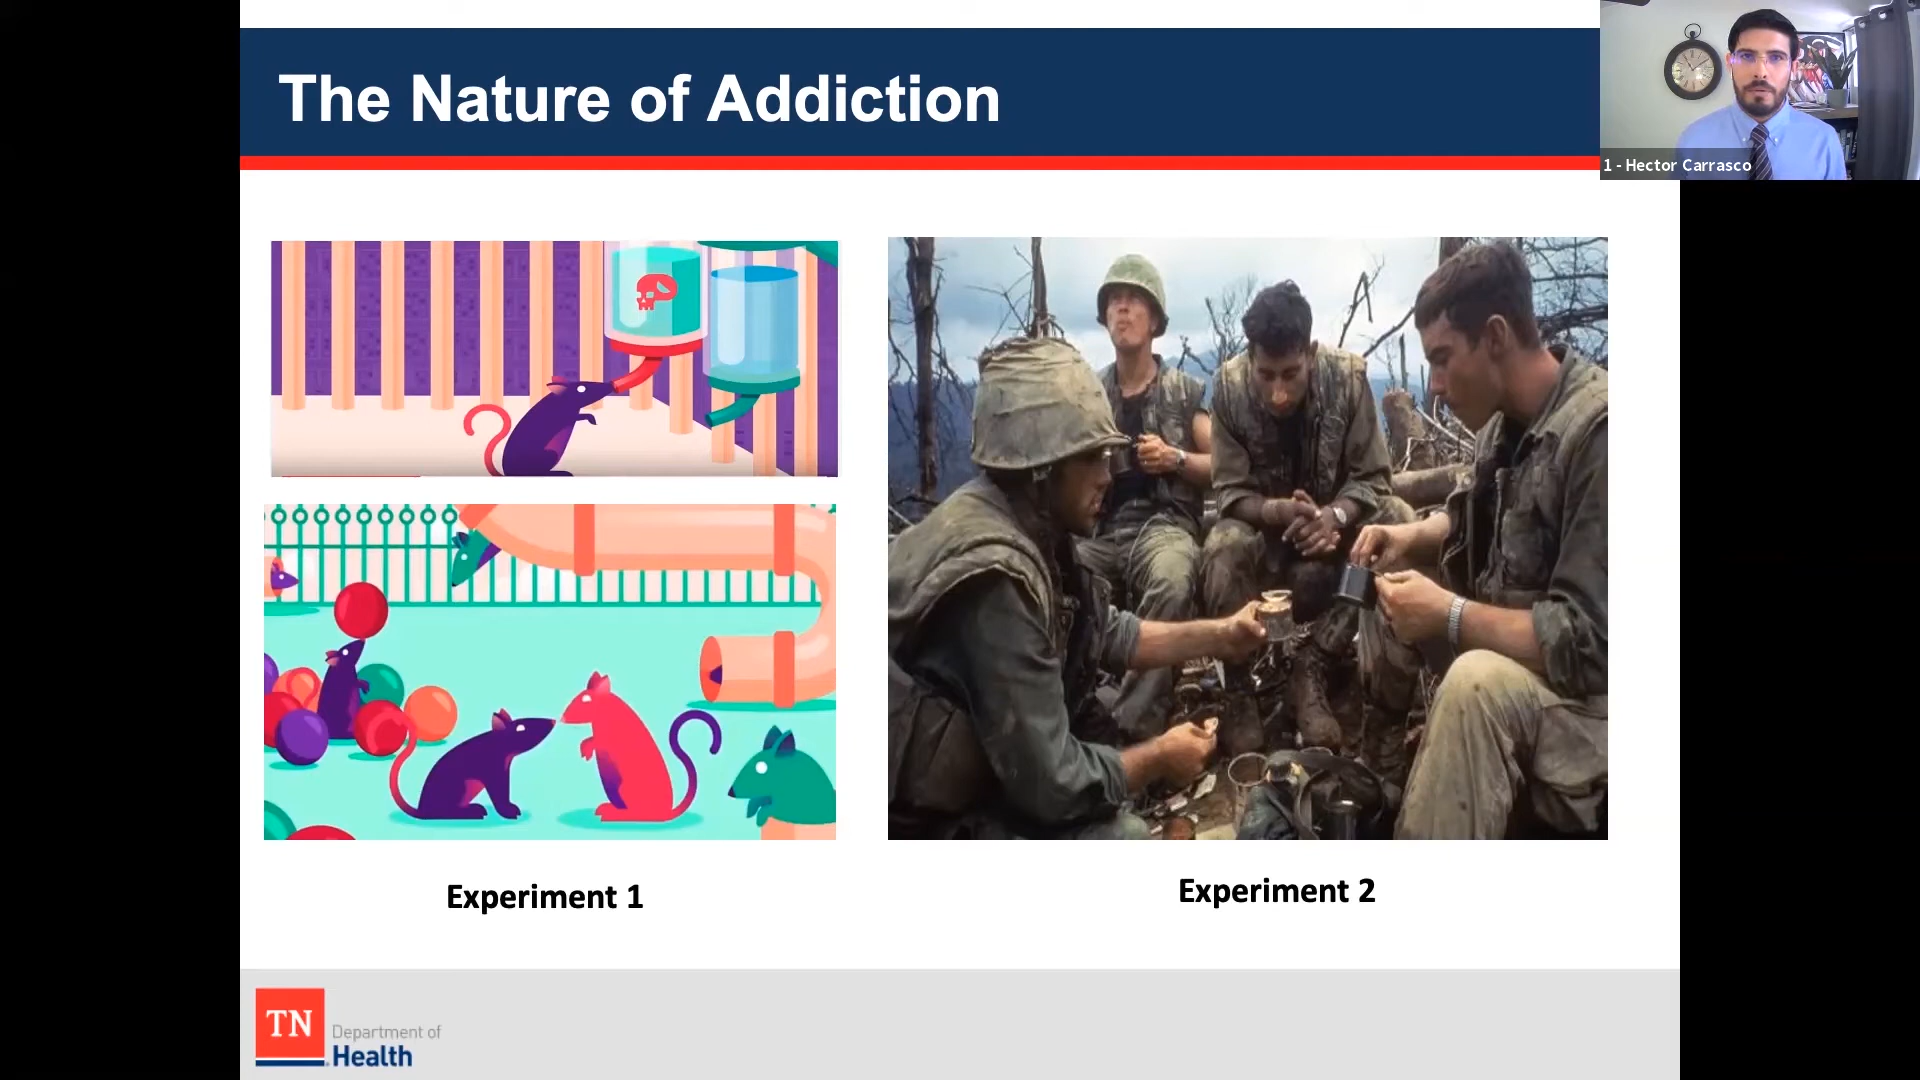 The Nature of Addiction
1 - Hector Carrasco
Experiment 1
Experiment 2
TN
Department of
Health